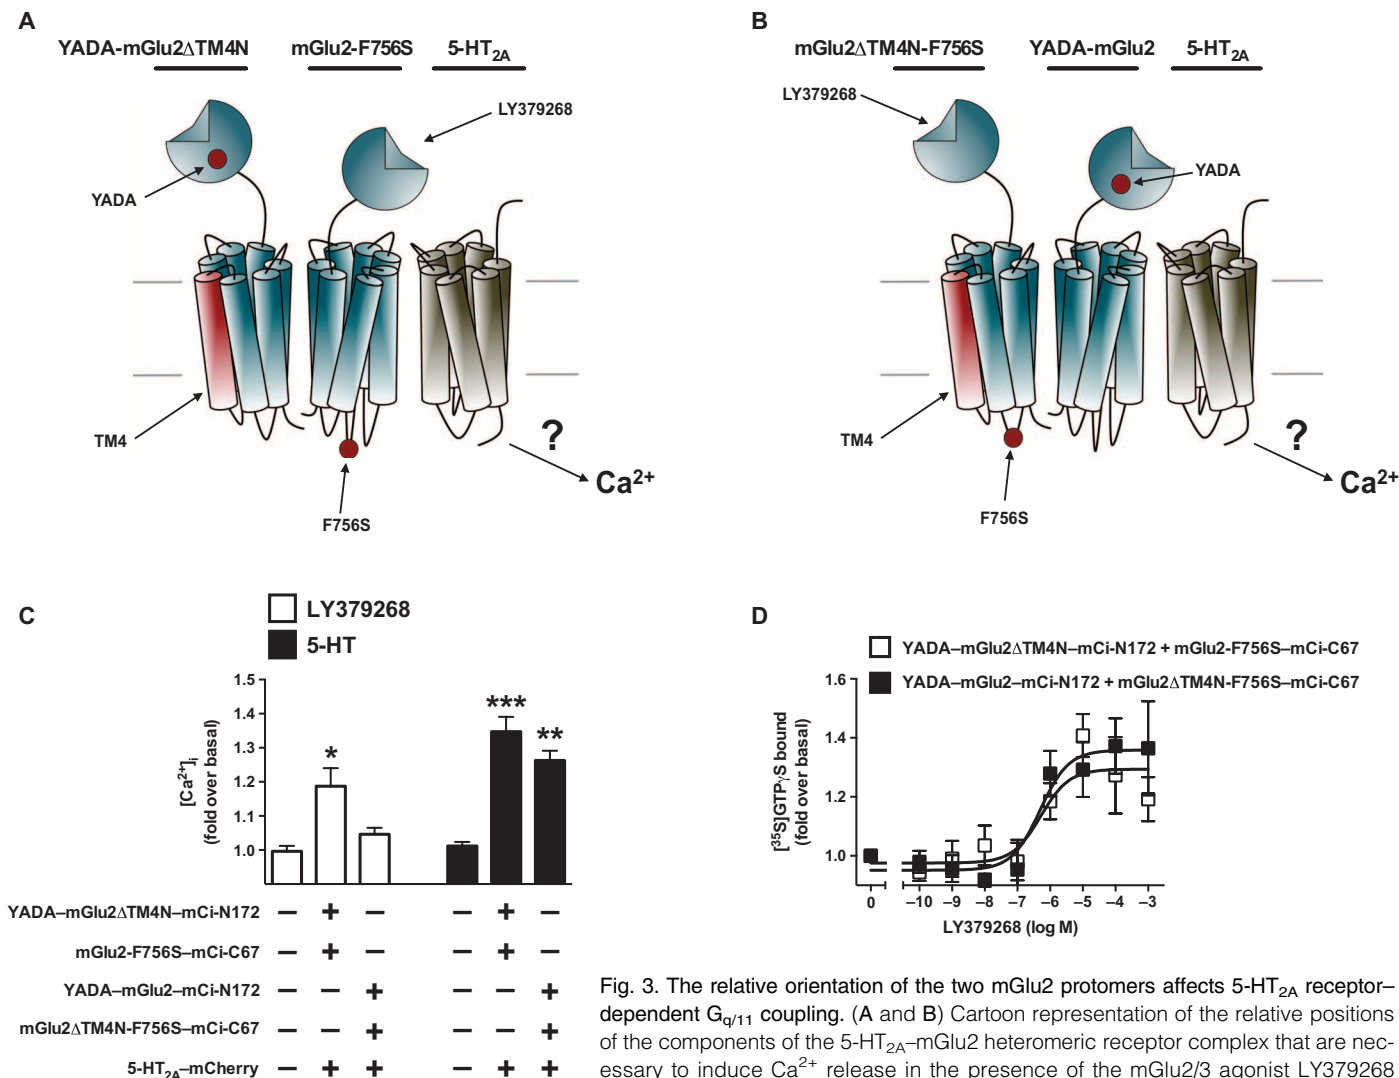 A
YADA-mGlu2ΔTM4N mGlu2-F756S 5-HT2A
LY379268
YADA
TM4
F756S
?
Ca2+
B
mGlu2ΔTM4N-F756S YADA-mGlu2 5-HT2A
LY379268
YADA
TM4
F756S
?
Ca2+
C
LY379268
5-HT
[Ca2+]i
(fold over basal)
1.5
1.4
1.3
1.2
1.1
1.0
* *** **
YADA–mGlu2ΔTM4N–mCi-N172 – + – – + –
mGlu2-F756S–mCi-C67 – + – – + –
YADA–mGlu2–mCi-N172 – – + – – +
mGlu2ΔTM4N-F756S–mCi-C67 – – + – – +
5-HT2A–mCherry – + + – + +
D
YADA–mGlu2ΔTM4N–mCi-N172 + mGlu2-F756S–mCi-C67
YADA–mGlu2–mCi-N172 + mGlu2ΔTM4N-F756S–mCi-C67
[35S]GTPγS bound
(fold over basal)
1.6
1.4
1.2
1.0
0 –10 –9 –8 –7 –6 –5 –4 –3
LY379268 (log M)
Fig. 3. The relative orientation of the two mGlu2 protomers affects 5-HT2A receptor–
dependent Gq/11 coupling. (A and B) Cartoon representation of the relative positions
of the components of the 5-HT2A–mGlu2 heteromeric receptor complex that are nec-
essary to induce Ca2+ release in the presence of the mGlu2/3 agonist LY379268